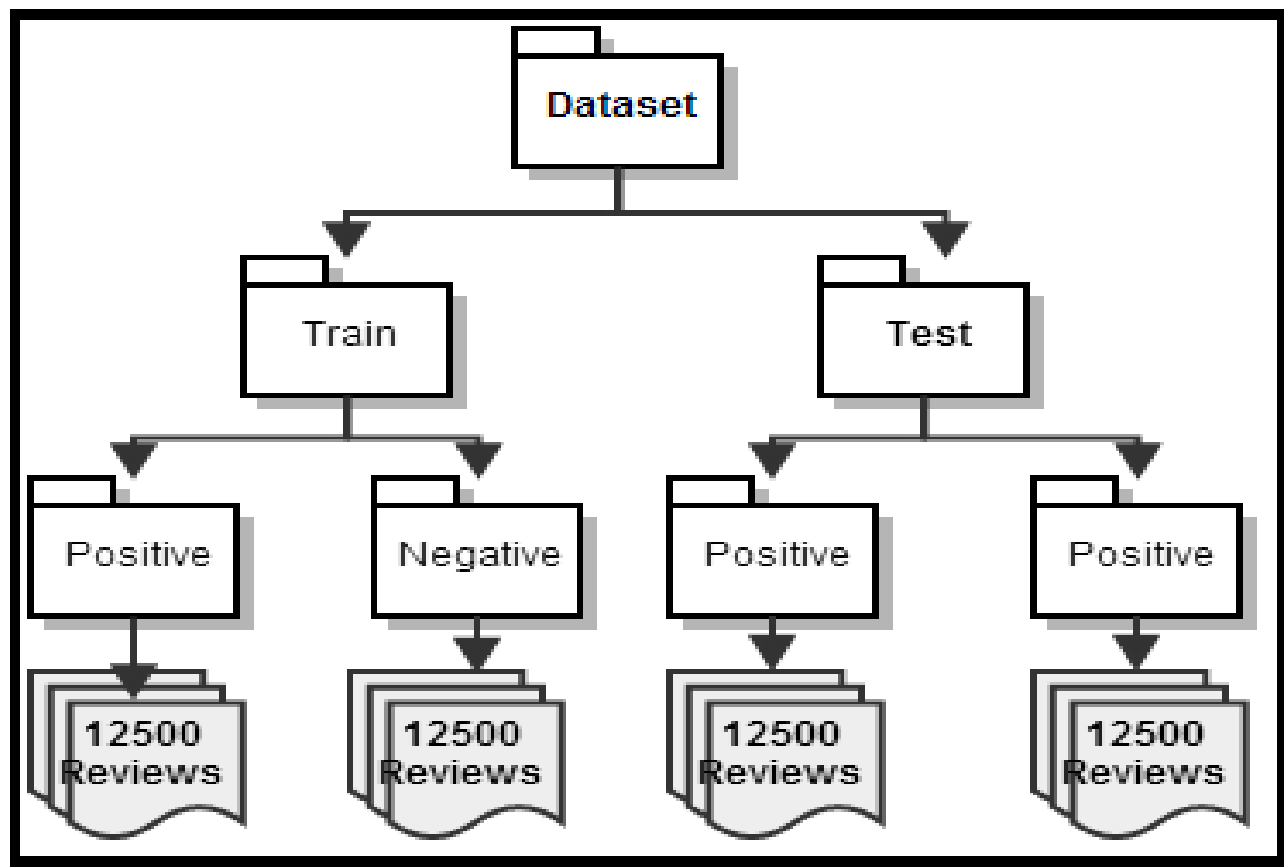 Dataset
Train
Test
Positive
Negative
Positive
Positive
12500
Reviews
12500
Reviews
12500
Reviews
12500
Reviews